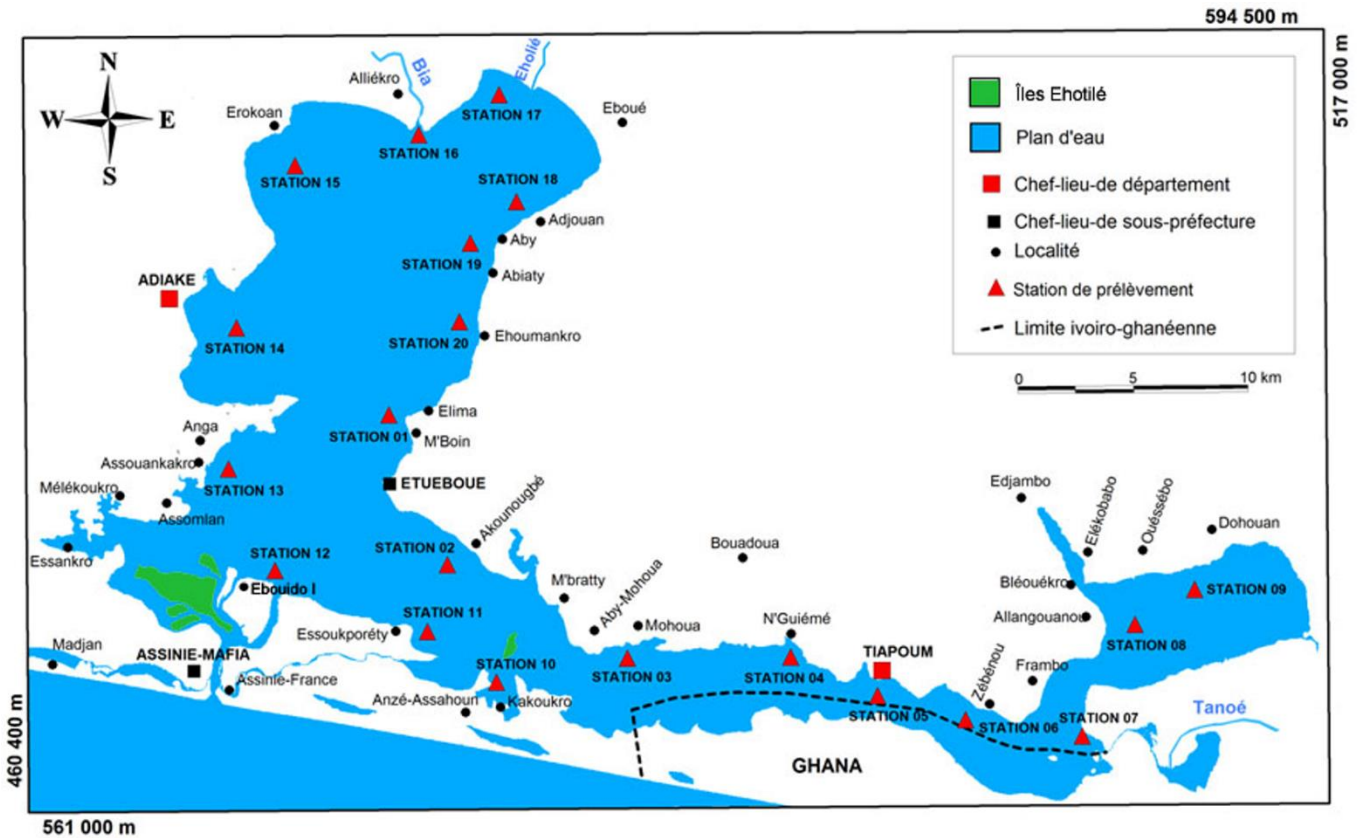 594 500 m
517 000 m
N
W
E
S
Îles Ehotilé
Plan d'eau
Chef-lieu-de département
Chef-lieu-de sous-préfecture
Localité
Station de prélèvement
Limite ivoiro-ghanéenne
0
5
10 km
Alliékro
Bia
Eholié
Erokoan
STATION 17
Eboué
STATION 16
STATION 15
STATION 18
Adjouan
Aby
STATION 19
Abiaty
ADIAKE
STATION 14
STATION 20
Ehoumankro
Elima
STATION 01
M'Boin
Anga
Assouankakro
STATION 13
ETUEBOUE
Mélékoukro
Assomlan
Akounougbé
Edjambo
Elékobabo
Ouéssébo
Dohouan
Essankro
STATION 12
STATION 02
Bouadoua
Ebouido I
M'bratty
Bléouékro
STATION 09
STATION 11
Aby-Mohoua
Allangouanou
Essoukporéty
Mohoua
N'Guiémé
STATION 08
Madjan
ASSINIE-MAFIA
STATION 10
STATION 03
STATION 04
TIAPOUM
Frambo
Assinie-France
Zébénou
Anzé-Assahoun
Kakoukro
STATION 05
STATION 06
STATION 07
Tanoé
GHANA
460 400 m
561 000 m